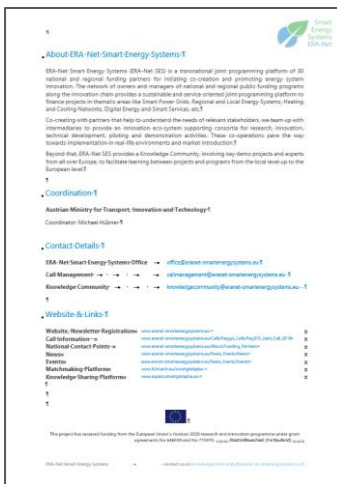 Smart
Energy
Systems
ERA-Net
¶
About·ERA-Net·Smart·Energy·Systems·¶
ERA-Net Smart Energy Systems (ERA-Net SES) is a transnational joint programming platform of 30
national and regional funding partners for initiating co-creation and promoting energy system
innovation. The network of owners and managers of national and regional public funding programs
along the innovation chain provides a sustainable and service-oriented joint programming platform to
finance projects in thematic areas like Smart Power Grids, Regional and Local Energy Systems, Heating
and Cooling Networks, Digital Energy and Smart Services, etc.¶
Co-creating with partners that help to understand the needs of relevant stakeholders, we team up with
intermediaries to provide an innovation eco-system supporting consortia for research, innovation,
technical development, piloting and demonstration activities. These co-operations pave the way
towards implementation in real-life environments and market introduction.¶
Beyond that, ERA-Net SES provides a Knowledge Community, involving key demo projects and experts
from all over Europe, to facilitate learning between projects and programs from the local level up to the
European level.¶
¶
Coordination·¶
Austrian·Ministry·for·Transport,·Innovation·and·Technology·¶
Coordinator: Michael Hübner·¶
Contact·Details·¶
ERA-Net Smart Energy Systems Office → office@eranet-smartenergysystems.eu·¶
Call·Management· → · → · → callmanagement@eranet-smartenergysystems.eu·¶
Knowledge Community· → · → · → knowledgecommunity@eranet-smartenergysystems.eu·¶
¶
Website·&·Links·¶
Website, Newsletter Registration¤ www.eranet-smartenergysystems.eu
Call Information
National Contact Points
News¤
Events¤
Matchmaking Platform¤
Knowledge Sharing Platform¤
¶
¶
¶
This project has received funding from the European Union's Horizon 2020 research and innovation programme under grant
ERA-Net Smart Energy Systems →